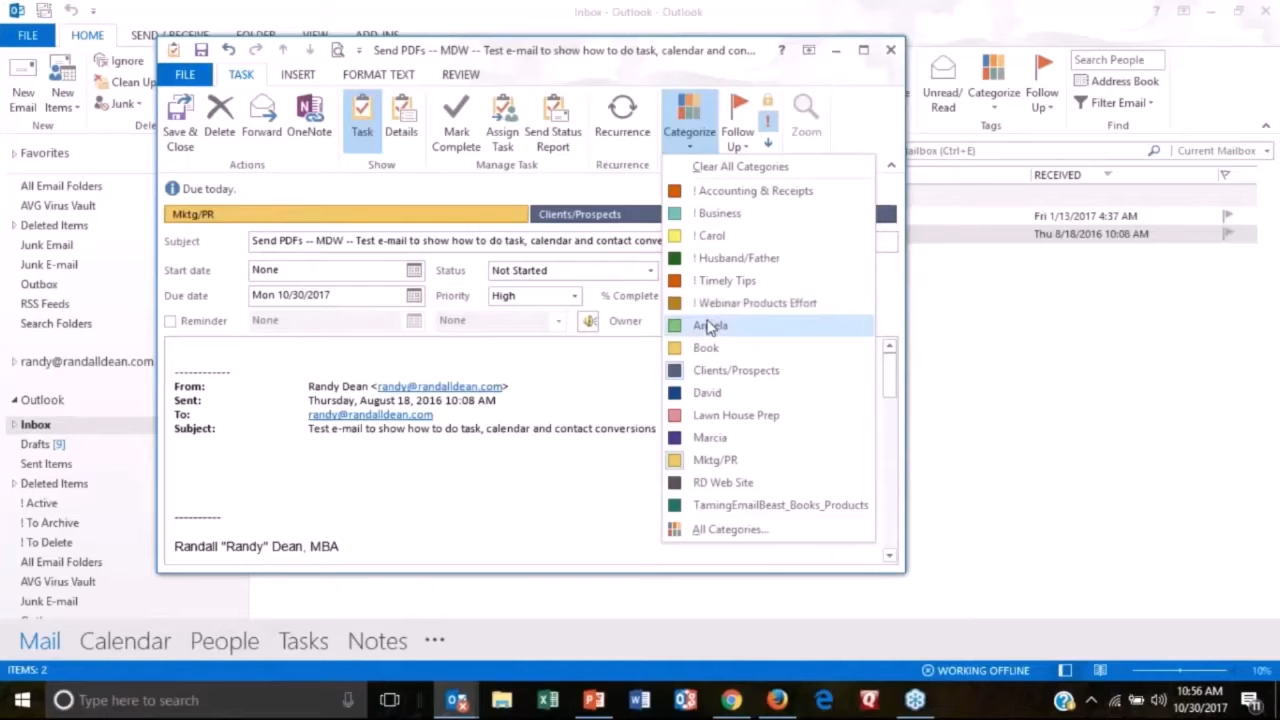 Inbox - Outlook - Outlook
FILE HOME SEND / RECEIVE FOLDER VIEW ADD-INS
New Email
New Items
Ignore
Clean Up
Junk
New
Send PDFs -- MDW -- Test e-mail to show how to do task, calendar and con...
FILE TASK INSERT FORMAT TEXT REVIEW
Save & Close
Delete
Forward
OneNote
Task
Details
Mark Complete
Assign Task
Send Status Report
Recurrence
Categorize
Follow Up
Zoom
Actions Show Manage Task Recurrence
Unread/ Read
Categorize
Follow Up
Search People
Address Book
Filter Email
Tags
Find
Mailbox (Ctrl+E)
Current Mailbox
RECEIVED
Fri 1/13/2017 4:37 AM
Thu 8/18/2016 10:08 AM
Due today.
Mktg/PR
Clients/Prospects
Subject Send PDFs -- MDW -- Test e-mail to show how to do task, calendar and contact conve
Start date None Status Not Started
Due date Mon 10/30/2017 Priority High % Complete
Reminder None None Owner
------------
From: Randy Dean <randy@randalldean.com>
Sent: Thursday, August 18, 2016 10:08 AM
To: randy@randalldean.com
Subject: Test e-mail to show how to do task, calendar and contact conversions
----------
Randall "Randy" Dean, MBA
Clear All Categories
! Accounting & Receipts
! Business
! Carol
! Husband/Father
! Timely Tips
! Webinar Products Effort
Angela
Book
Clients/Prospects
David
Lawn House Prep
Marcia
Mktg/PR
RD Web Site
TamingEmailBeast_Books_Products
All Categories...
Favorites
All Email Folders
AVG Virus Vault
Deleted Items
Junk Email
Junk E-mail
Outbox
RSS Feeds
Search Folders
randy@randalldean.com
Outlook
Inbox
Drafts [9]
Sent Items
Deleted Items
! Active
! To Archive
! To Delete
All Email Folders
AVG Virus Vault
Junk E-mail
Mail Calendar People Tasks Notes
ITEMS: 2
WORKING OFFLINE
10%
Type here to search
10:56 AM
10/30/2017